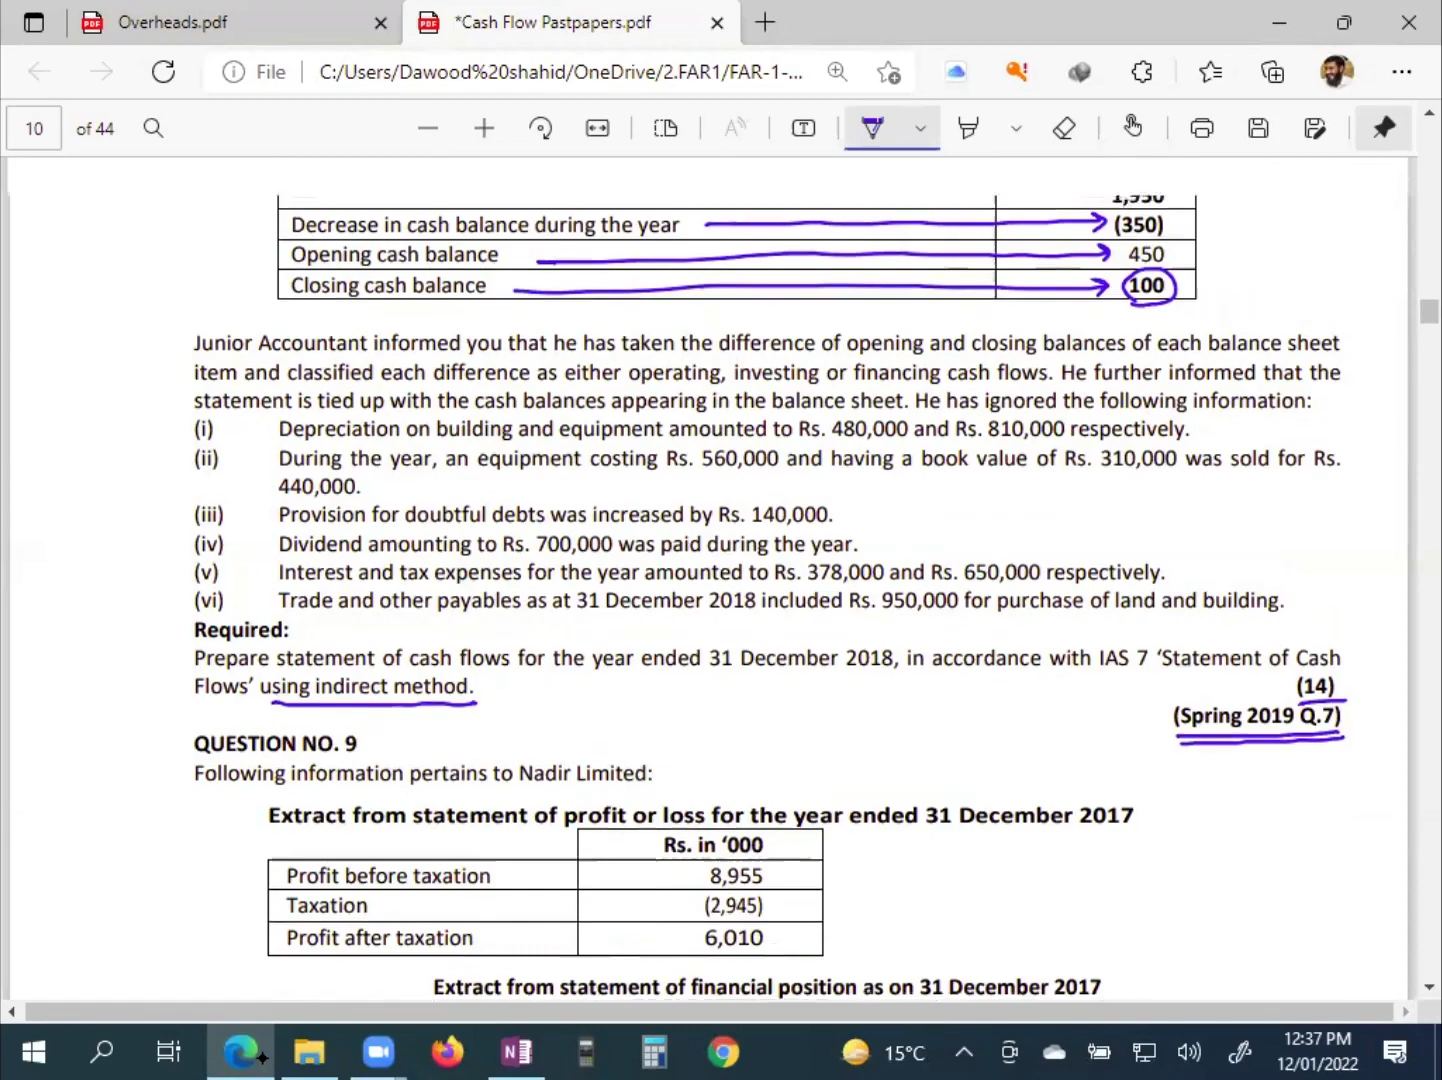 Overheads.pdf
*Cash Flow Pastpapers.pdf
File
C:/Users/Dawood%20shahid/OneDrive/2.FAR1/FAR-1-...
10 of 44
Decrease in cash balance during the year (350)
Opening cash balance 450
Closing cash balance 100
Junior Accountant informed you that he has taken the difference of opening and closing balances of each balance sheet
item and classified each difference as either operating, investing or financing cash flows. He further informed that the
statement is tied up with the cash balances appearing in the balance sheet. He has ignored the following information:
(i) Depreciation on building and equipment amounted to Rs. 480,000 and Rs. 810,000 respectively.
(ii) During the year, an equipment costing Rs. 560,000 and having a book value of Rs. 310,000 was sold for Rs.
440,000.
(iii) Provision for doubtful debts was increased by Rs. 140,000.
(iv) Dividend amounting to Rs. 700,000 was paid during the year.
(v) Interest and tax expenses for the year amounted to Rs. 378,000 and Rs. 650,000 respectively.
(vi) Trade and other payables as at 31 December 2018 included Rs. 950,000 for purchase of land and building.
Required:
Prepare statement of cash flows for the year ended 31 December 2018, in accordance with IAS 7 ‘Statement of Cash
Flows’ using indirect method. (14)
(Spring 2019 Q.7)
QUESTION NO. 9
Following information pertains to Nadir Limited:
Extract from statement of profit or loss for the year ended 31 December 2017
Rs. in ‘000
Profit before taxation 8,955
Taxation (2,945)
Profit after taxation 6,010
Extract from statement of financial position as on 31 December 2017
15°C
12:37 PM
12/01/2022